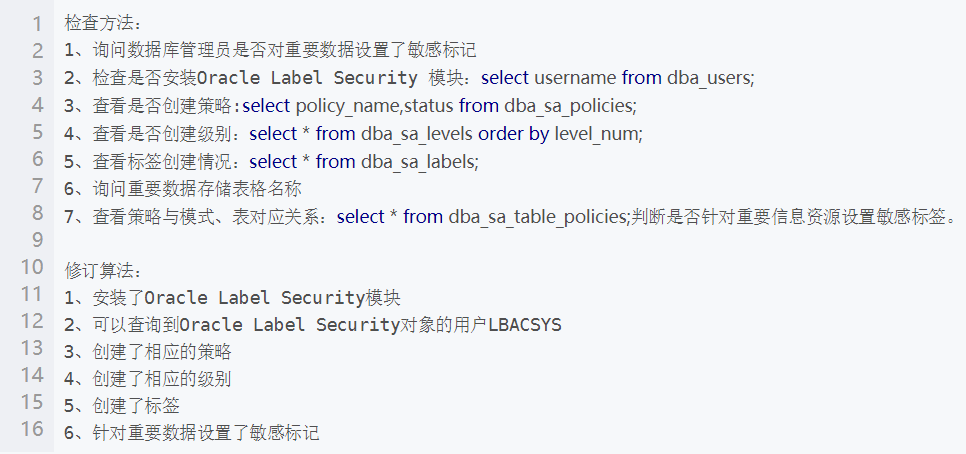 1 检查方法：
2 1、询问数据库管理员是否对重要数据设置了敏感标记
3 2、检查是否安装Oracle Label Security 模块：select username from dba_users;
4 3、查看是否创建策略:select policy_name,status from dba_sa_policies;
5 4、查看是否创建级别：select * from dba_sa_levels order by level_num;
6 5、查看标签创建情况：select * from dba_sa_labels;
7 6、询问重要数据存储表格名称
8 7、查看策略与模式、表对应关系：select * from dba_sa_table_policies;判断是否针对重要信息资源设置敏感标签。
9
10 修订算法：
11 1、安装了Oracle Label Security模块
12 2、可以查询到Oracle Label Security对象的用户LBACSYS
13 3、创建了相应的策略
14 4、创建了相应的级别
15 5、创建了标签
16 6、针对重要数据设置了敏感标记